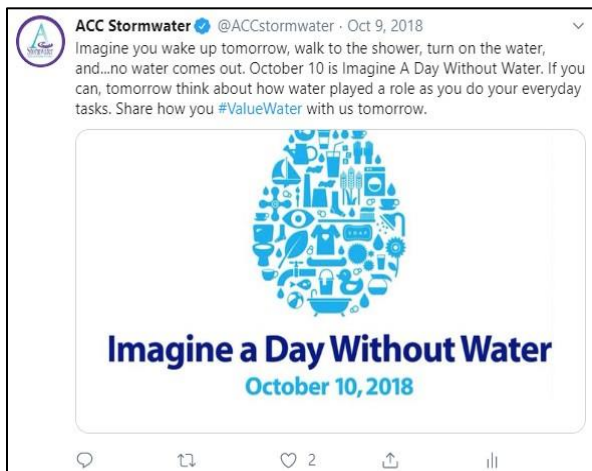 ACC Stormwater @ACCstormwater · Oct 9, 2018
Imagine you wake up tomorrow, walk to the shower, turn on the water,
and...no water comes out. October 10 is Imagine A Day Without Water. If you
can, tomorrow think about how water played a role as you do your everyday
tasks. Share how you #ValueWater with us tomorrow.
SOAP
Imagine a Day Without Water
October 10, 2018
2